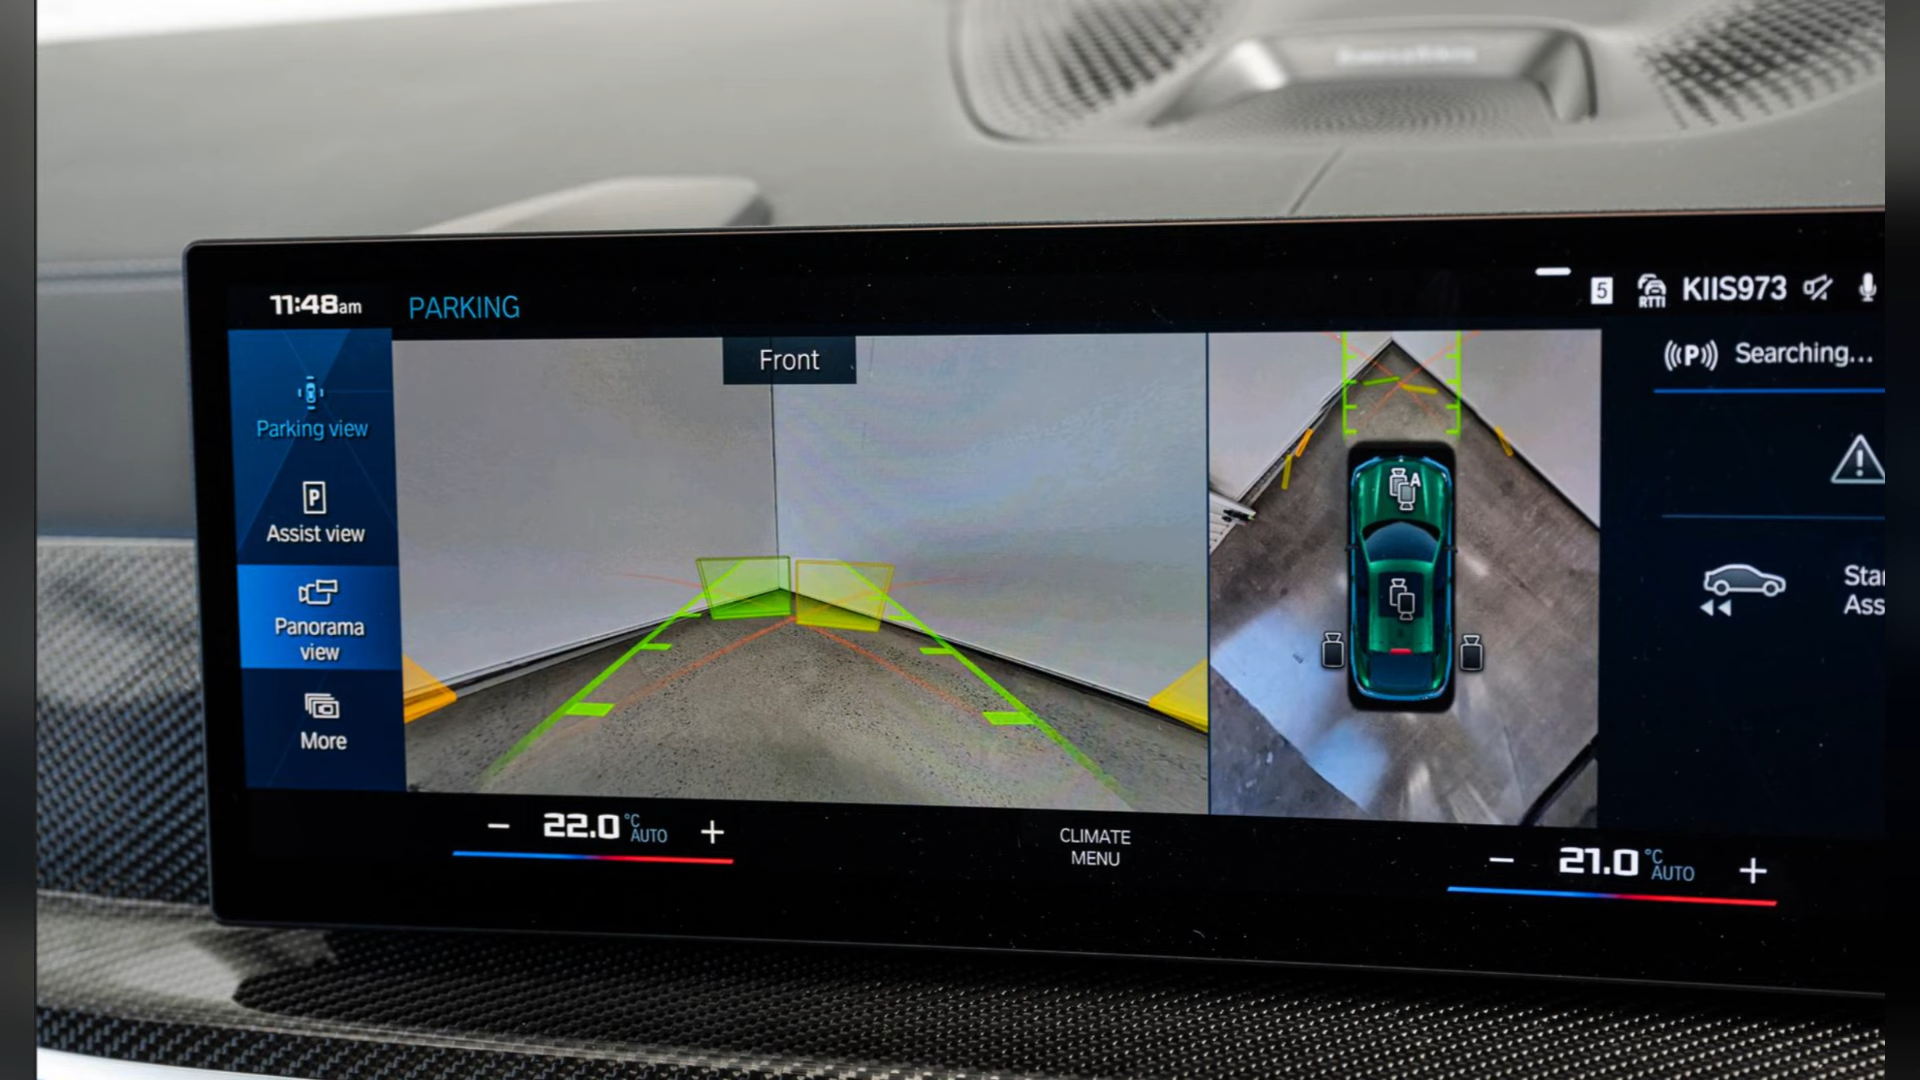 11:48am
PARKING
5
RTTI
KIIS973
Front
Parking view
P
Assist view
Panorama
view
More
A
((P)) Searching...
Sta
Ass
22.0 °C AUTO
CLIMATE
MENU
21.0 °C AUTO